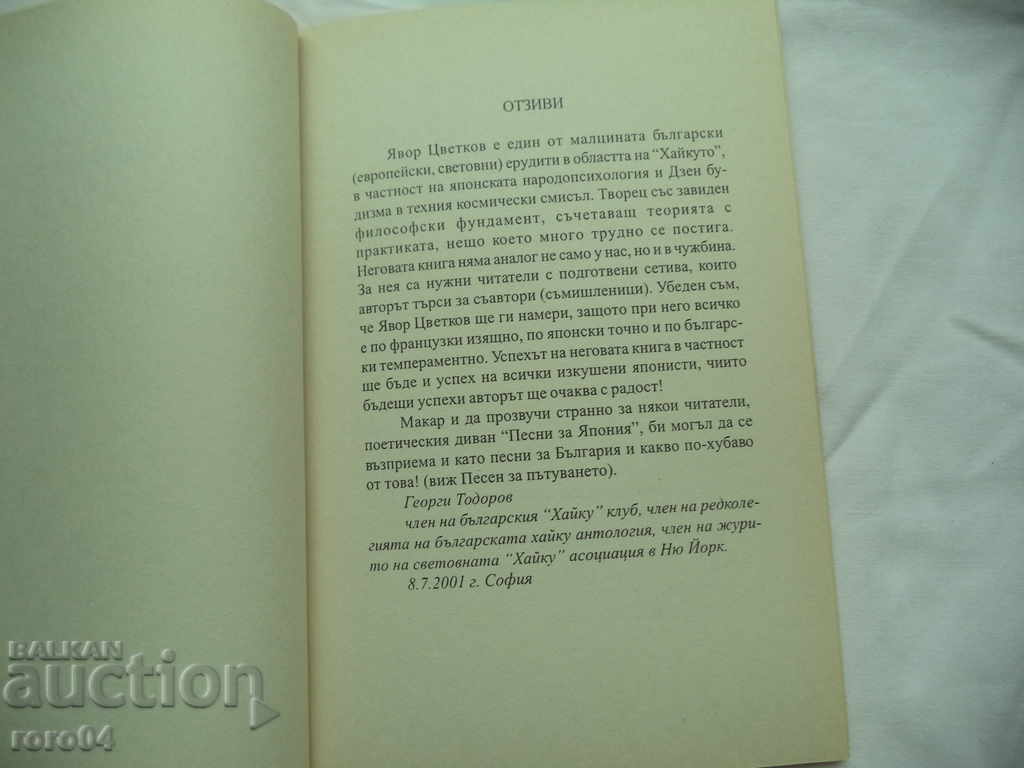 ОТЗИВИ
Явор Цветков е един от малцината български
(европейски, световни) ерудити в областта на “Хайкуто”,
в частност на японската народопсихология и Дзен бу-
дизма в техния космически смисъл. Творец със завиден
философски фундамент, съчетаващ теорията с
практиката, нещо което много трудно се постига.
Неговата книга няма аналог не само у нас, но и в чужбина.
За нея са нужни читатели с подготвени сетива, които
авторът търси за съавтори (съмишленици). Убеден съм,
че Явор Цветков ще ги намери, защото при него всичко
е по французки изящно, по японски точно и по българс-
ки темпераментно. Успехът на неговата книга в частност
ще бъде и успех на всички изкушени японисти, чиито
бъдещи успехи авторът ще очаква с радост!
Макар и да прозвучи странно за някои читатели,
поетическия диван “Песни за Япония”, би могъл да се
възприема и като песни за България и какво по-хубаво
от това! (виж Песен за пътуването).
Георги Тодоров
член на българския “Хайку” клуб, член на редколе-
гията на българската хайку антология, член на жури-
то на световната “Хайку” асоциация в Ню Йорк.
8.7.2001 г. София
BALKAN
auction
roro04